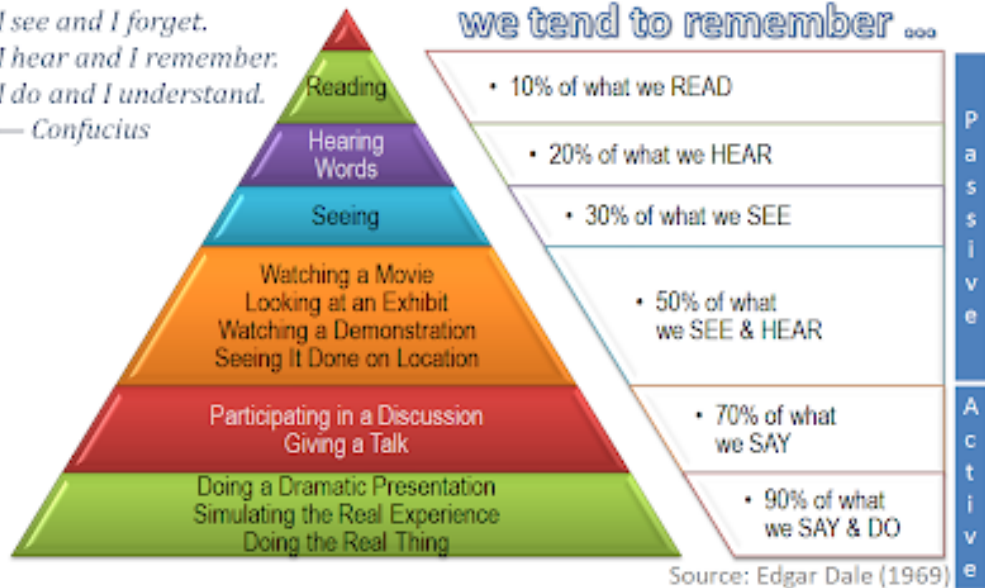 I see and I forget.
I hear and I remember.
I do and I understand.
— Confucius
we tend to remember ...
Reading
Hearing
Words
Seeing
Watching a Movie
Looking at an Exhibit
Watching a Demonstration
Seeing It Done on Location
Participating in a Discussion
Giving a Talk
Doing a Dramatic Presentation
Simulating the Real Experience
Doing the Real Thing
• 10% of what we READ
• 20% of what we HEAR
• 30% of what we SEE
• 50% of what
we SEE & HEAR
• 70% of what
we SAY
• 90% of what
we SAY & DO
Passive
Active
Source: Edgar Dale (1969)